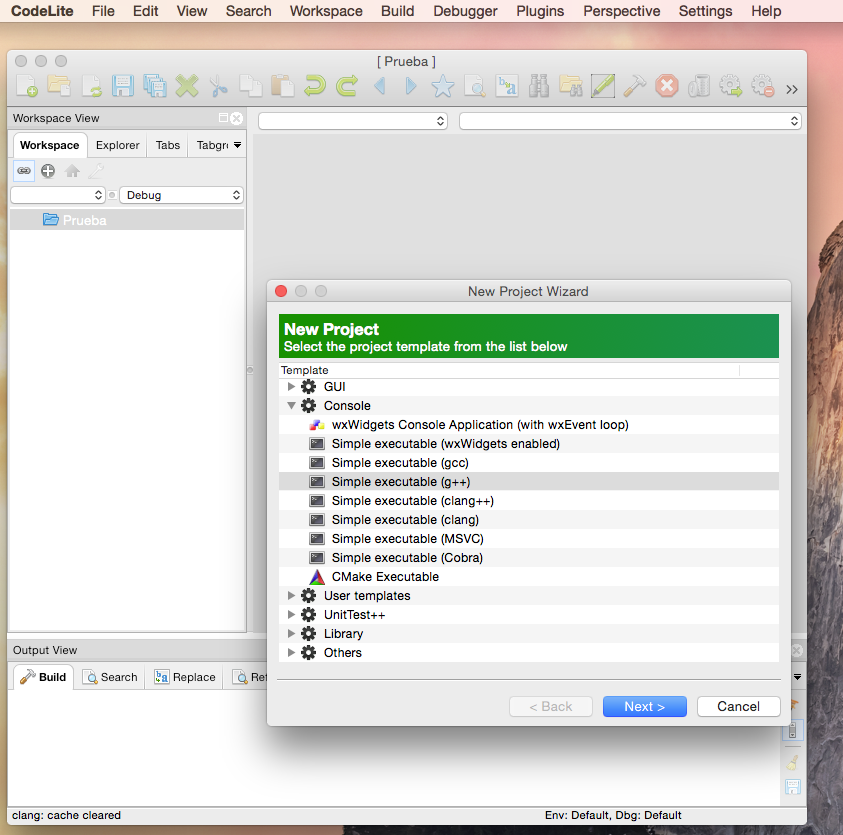 CodeLite File Edit View Search Workspace Build Debugger Plugins Perspective Settings Help
[ Prueba ]
Workspace View
Workspace Explorer Tabs Tabgr
Debug
Prueba
New Project Wizard
New Project
Select the project template from the list below
Template
GUI
Console
wxWidgets Console Application (with wxEvent loop)
Simple executable (wxWidgets enabled)
Simple executable (gcc)
Simple executable (g++)
Simple executable (clang++)
Simple executable (clang)
Simple executable (MSVC)
Simple executable (Cobra)
CMake Executable
User templates
UnitTest++
Library
Others
< Back Next > Cancel
Output View
Build Search Replace Ref
clang: cache cleared
Env: Default, Dbg: Default